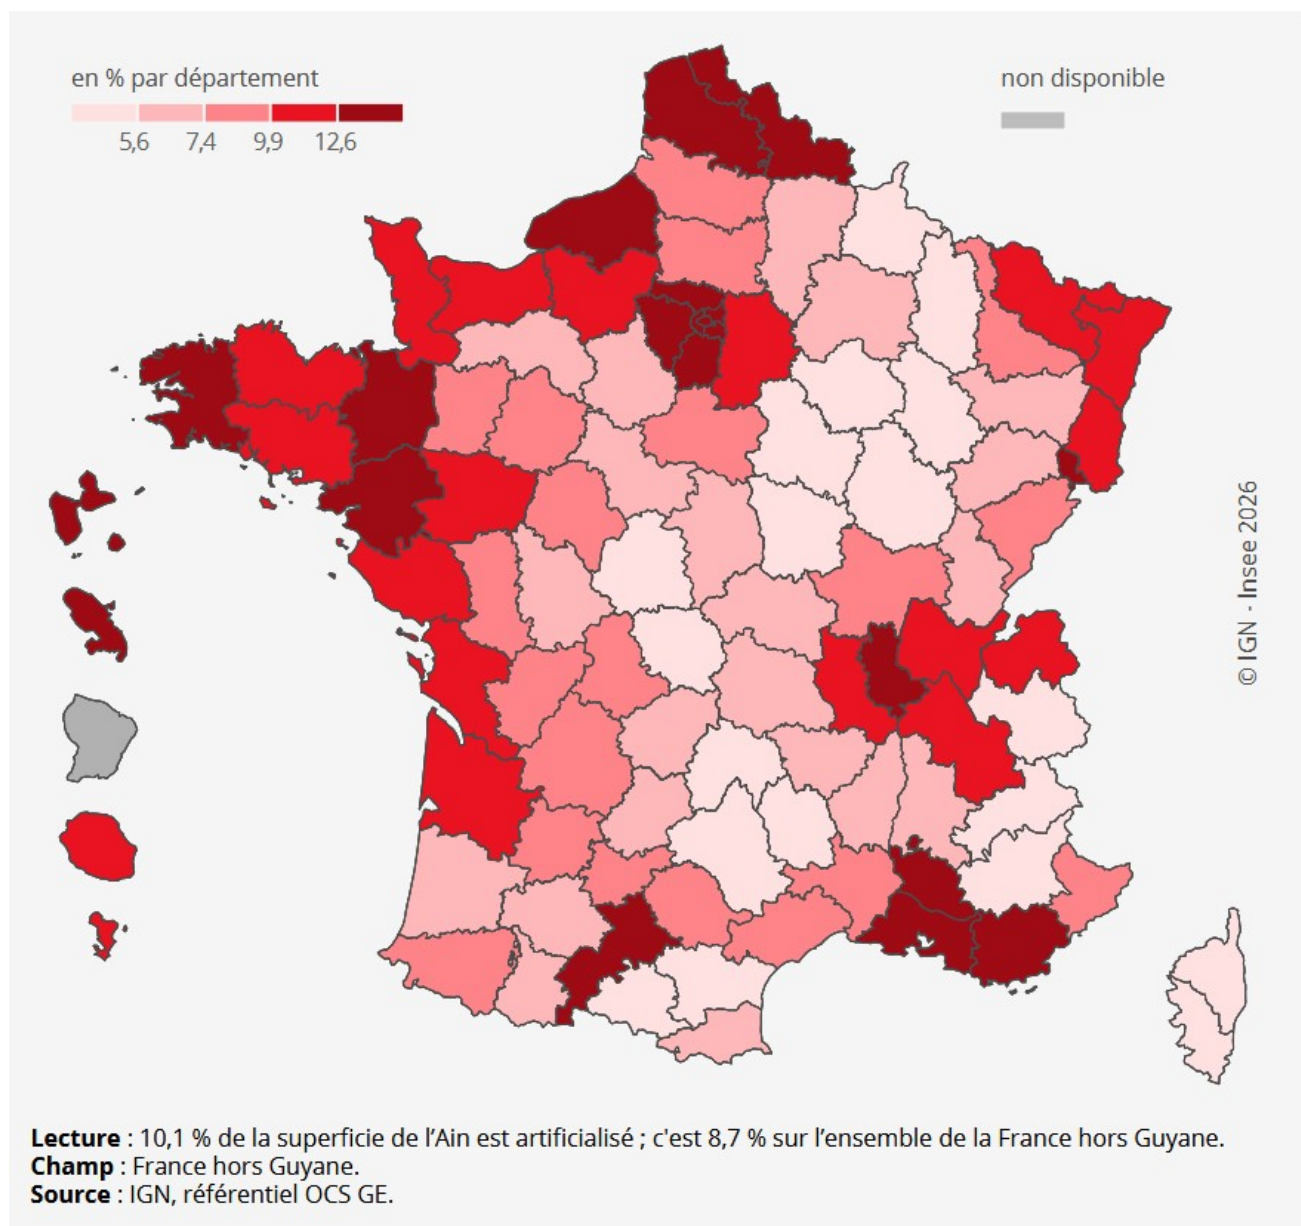 en % par département
non disponible
5,6 7,4 9,9 12,6
© IGN - Insee 2026
Lecture : 10,1 % de la superficie de l’Ain est artificialisé ; c'est 8,7 % sur l’ensemble de la France hors Guyane.
Champ : France hors Guyane.
Source : IGN, référentiel OCS GE.